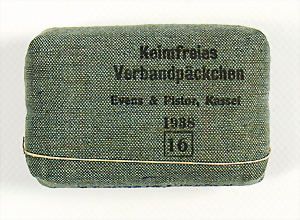 Keimfreies
Verbandpäckchen
Evens & Pistor, Kassel
1938
16